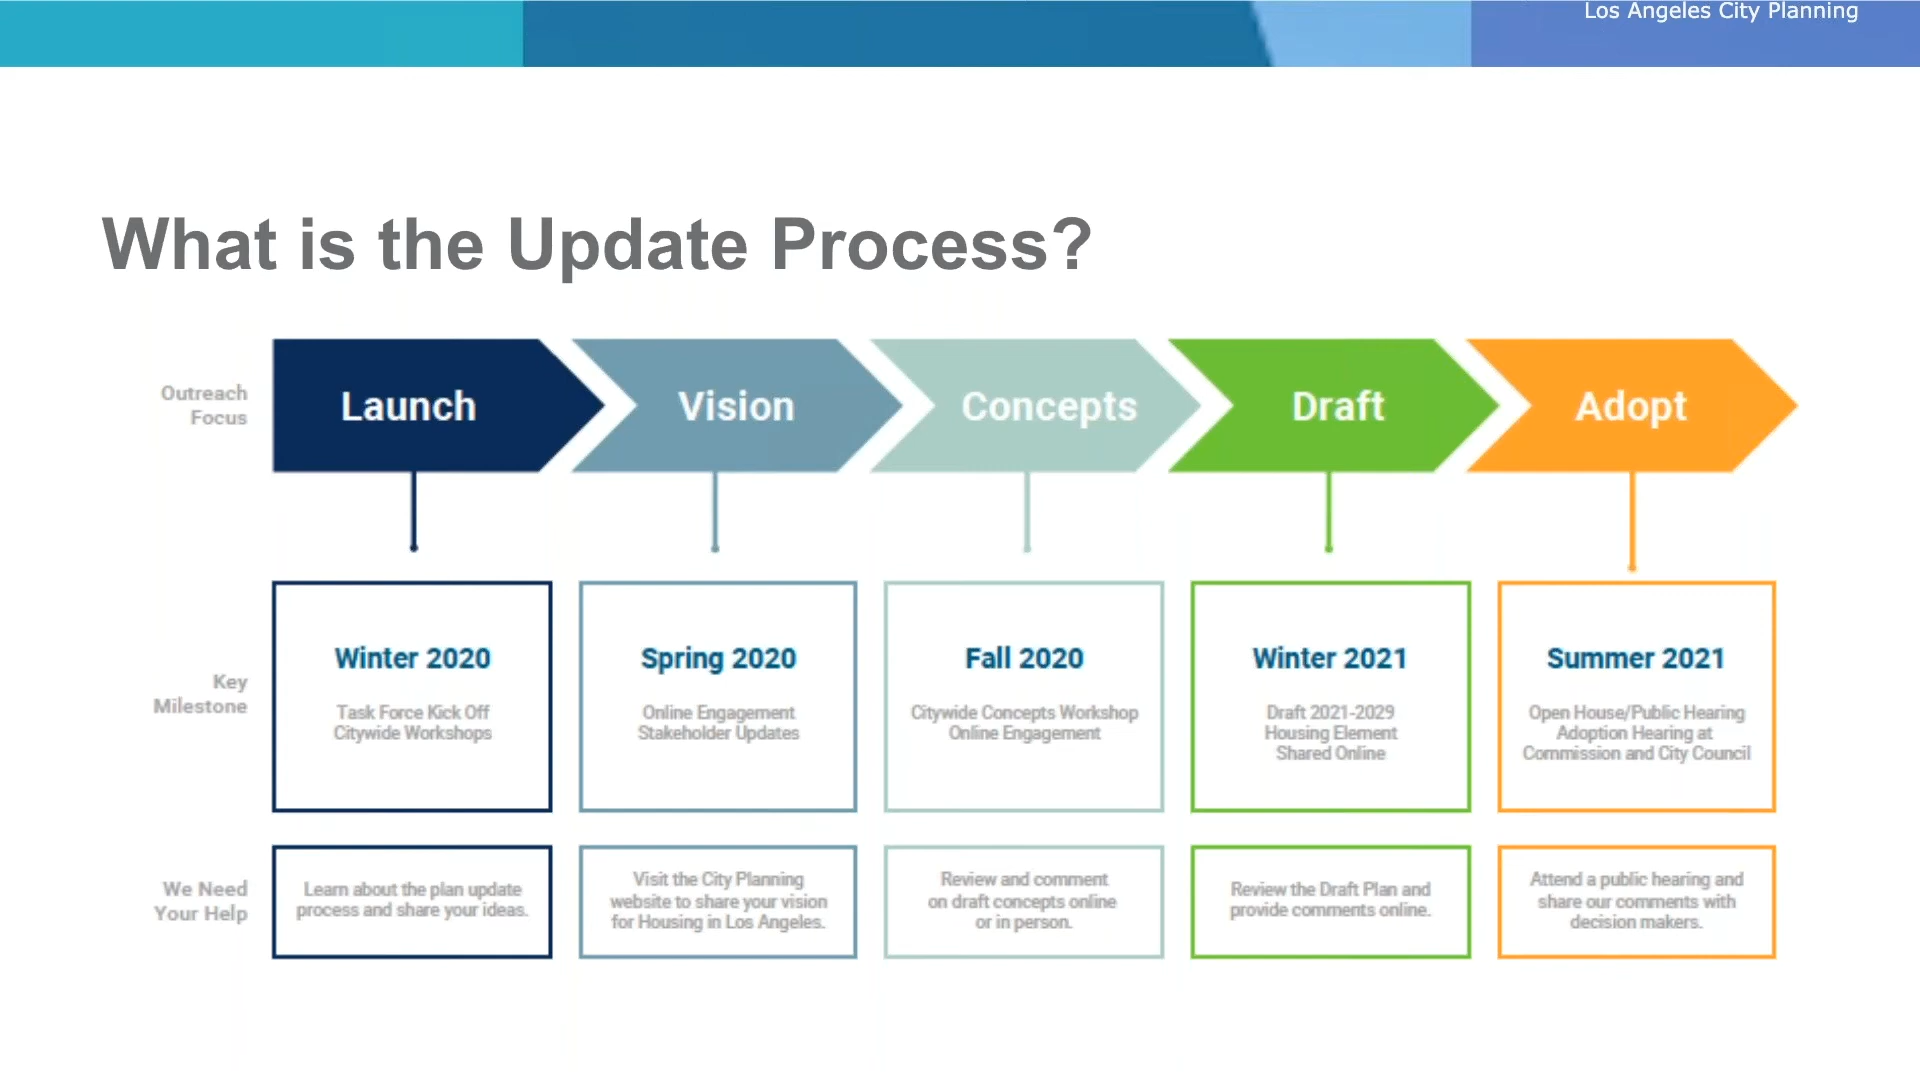 Los Angeles City Planning
What is the Update Process?
Outreach
Focus
Launch
Vision
Concepts
Draft
Adopt
Key
Milestone
Winter 2020
Task Force Kick Off
Citywide Workshops
Spring 2020
Online Engagement
Stakeholder Updates
Fall 2020
Citywide Concepts Workshop
Online Engagement
Winter 2021
Draft 2021-2029
Housing Element
Shared Online
Summer 2021
Open House/Public Hearing
Adoption Hearing at
Commission and City Council
We Need
Your Help
Learn about the plan update
process and share your ideas.
Visit the City Planning
website to share your vision
for Housing in Los Angeles.
Review and comment
on draft concepts online
or in person.
Review the Draft Plan and
provide comments online.
Attend a public hearing and
share our comments with
decision makers.